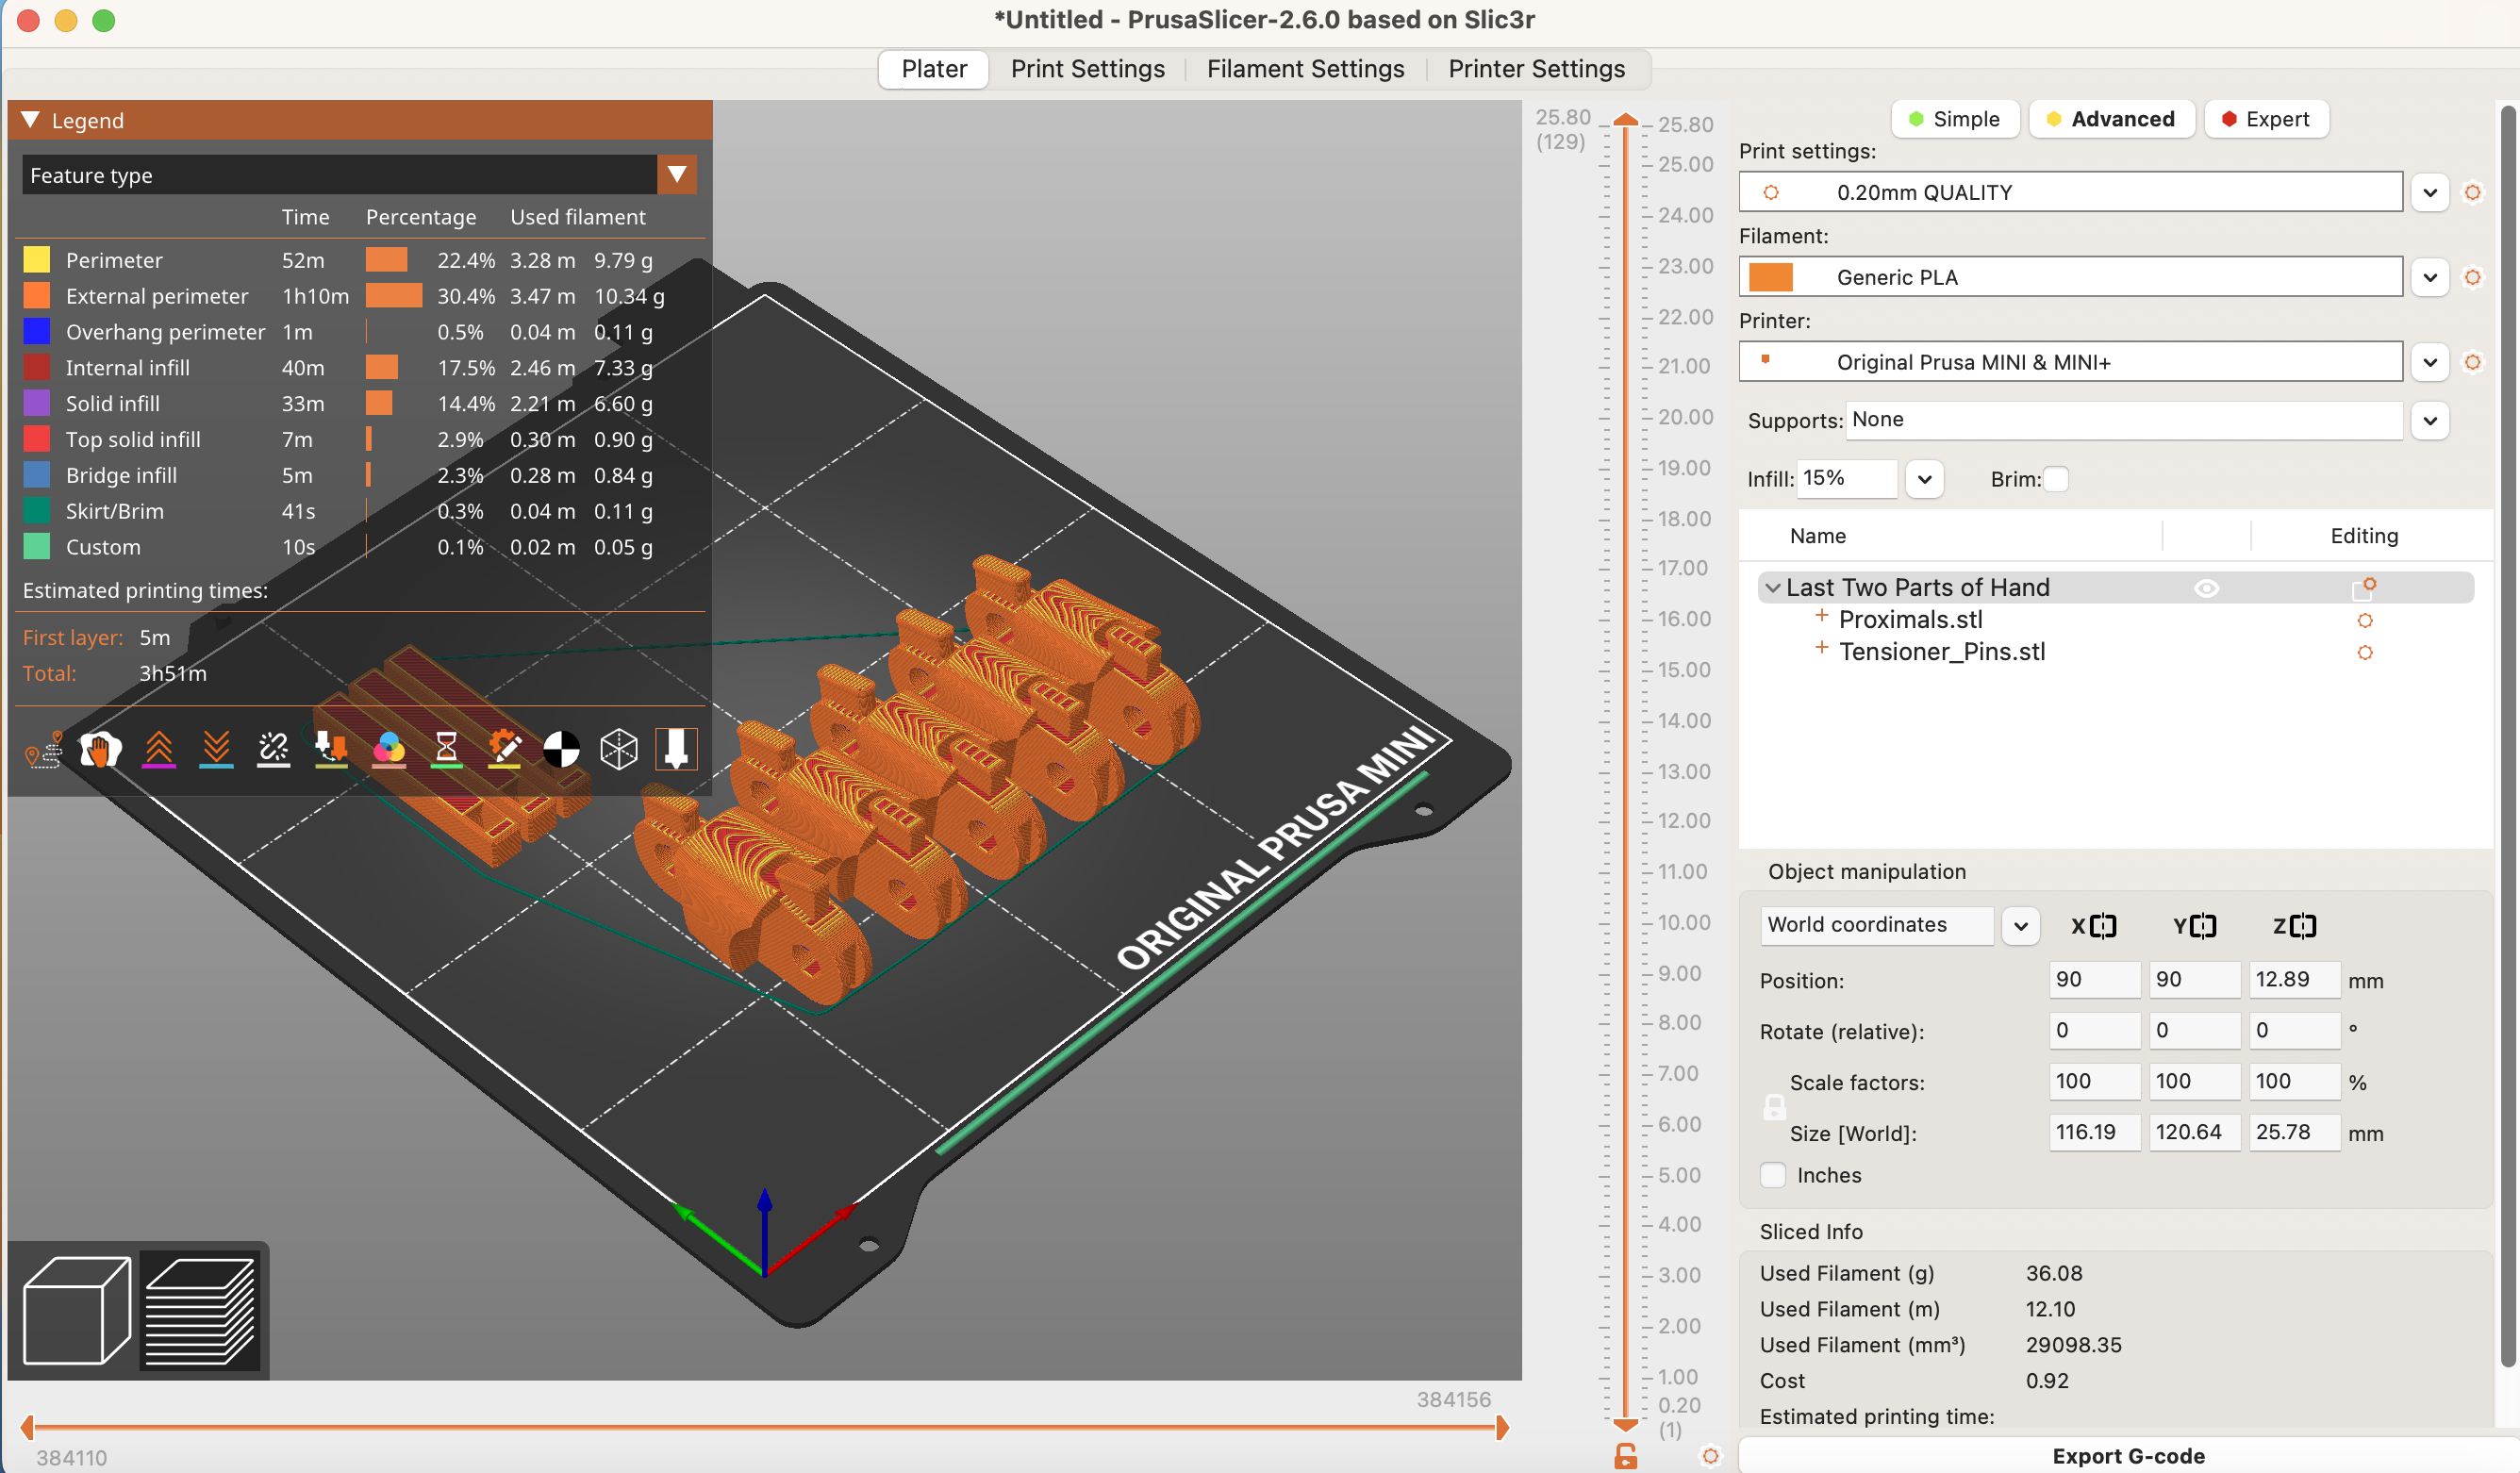 *Untitled - PrusaSlicer-2.6.0 based on Slic3r
Plater Print Settings Filament Settings Printer Settings
Legend
Feature type
Time Percentage Used filament
Perimeter 52m 22.4% 3.28 m 9.79 g
External perimeter 1h10m 30.4% 3.47 m 10.34 g
Overhang perimeter 1m 0.5% 0.04 m 0.11 g
Internal infill 40m 17.5% 2.46 m 7.33 g
Solid infill 33m 14.4% 2.21 m 6.60 g
Top solid infill 7m 2.9% 0.30 m 0.90 g
Bridge infill 5m 2.3% 0.28 m 0.84 g
Skirt/Brim 41s 0.3% 0.04 m 0.11 g
Custom 10s 0.1% 0.02 m 0.05 g
Estimated printing times:
First layer: 5m
Total: 3h51m
ORIGINAL PRUSA MINI
384156
384110
25.80
(129)
25.80
25.00
24.00
23.00
22.00
21.00
20.00
19.00
18.00
17.00
16.00
15.00
14.00
13.00
12.00
11.00
10.00
9.00
8.00
7.00
6.00
5.00
4.00
3.00
2.00
1.00
0.20
(1)
Simple Advanced Expert
Print settings:
0.20mm QUALITY
Filament:
Generic PLA
Printer:
Original Prusa MINI & MINI+
Supports: None
Infill: 15% Brim:
Name Editing
Last Two Parts of Hand
Proximals.stl
Tensioner_Pins.stl
Object manipulation
World coordinates X Y Z
Position: 90 90 12.89 mm
Rotate (relative): 0 0 0 °
Scale factors: 100 100 100 %
Size [World]: 116.19 120.64 25.78 mm
Inches
Sliced Info
Used Filament (g) 36.08
Used Filament (m) 12.10
Used Filament (mm³) 29098.35
Cost 0.92
Estimated printing time:
Export G-code